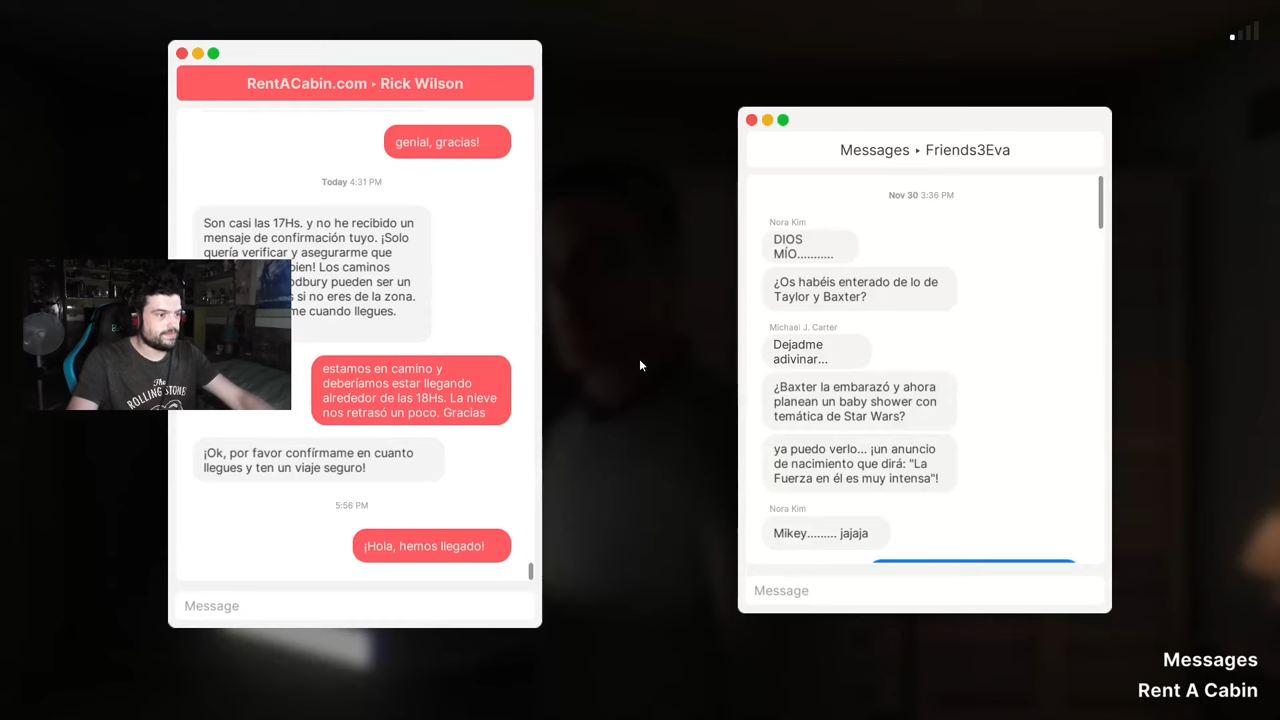 RentACabin.com ▸ Rick Wilson
genial, gracias!
Today 4:31 PM
Son casi las 17Hs. y no he recibido un
mensaje de confirmación tuyo. ¡Solo
quería verificar y asegurarme que
bien! Los caminos
odbury pueden ser un
si no eres de la zona.
me cuando llegues.
estamos en camino y
deberíamos estar llegando
alrededor de las 18Hs. La nieve
nos retrasó un poco. Gracias
¡Ok, por favor confírmame en cuanto
llegues y ten un viaje seguro!
5:56 PM
¡Hola, hemos llegado!
Message
The
ROLLING STONE
Messages ▸ Friends3Eva
Nov 30 3:36 PM
Nora Kim
DIOS
MÍO...........
¿Os habéis enterado de lo de
Taylor y Baxter?
Michael J. Carter
Dejadme
adivinar...
¿Baxter la embarazó y ahora
planean un baby shower con
temática de Star Wars?
ya puedo verlo... ¡un anuncio
de nacimiento que dirá: "La
Fuerza en él es muy intensa"!
Nora Kim
Mikey......... jajaja
Message
Messages
Rent A Cabin